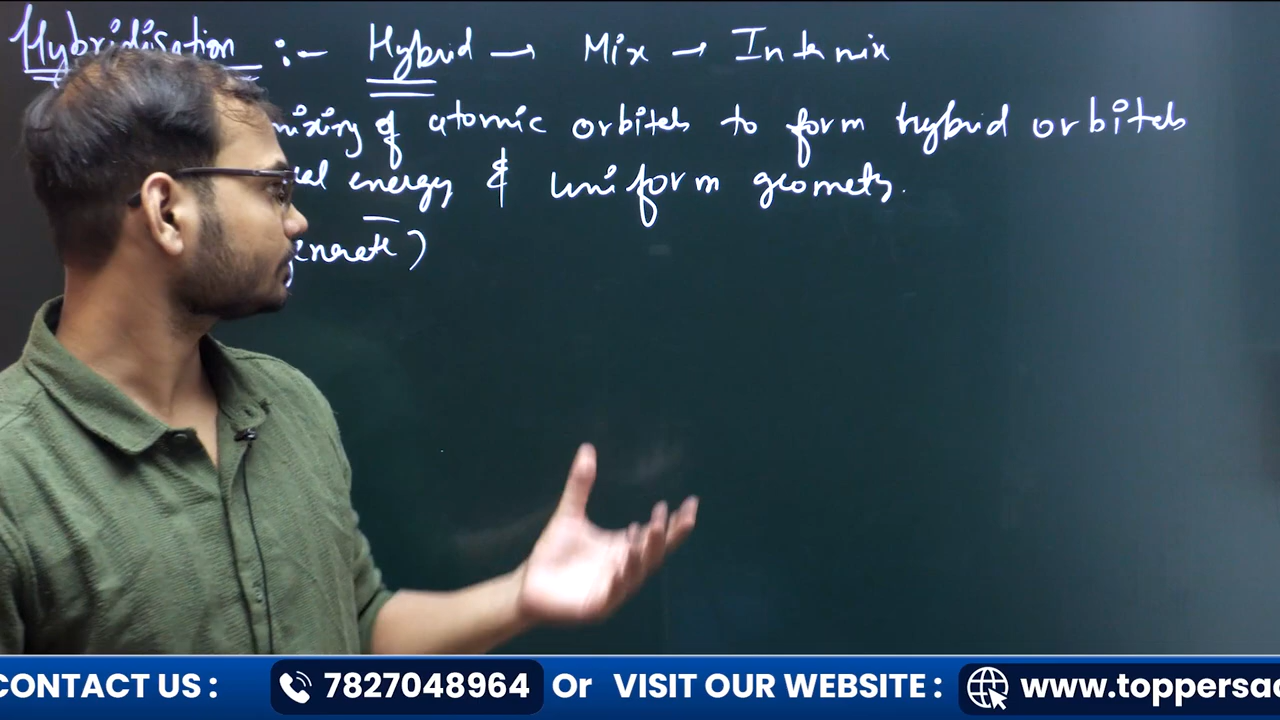 Hybridisation :- Hybrid → Mix → Intermix
mixing of atomic orbitals to form hybrid orbitals
energy & uniform geometry.
CONTACT US : 7827048964 Or VISIT OUR WEBSITE : www.toppersa